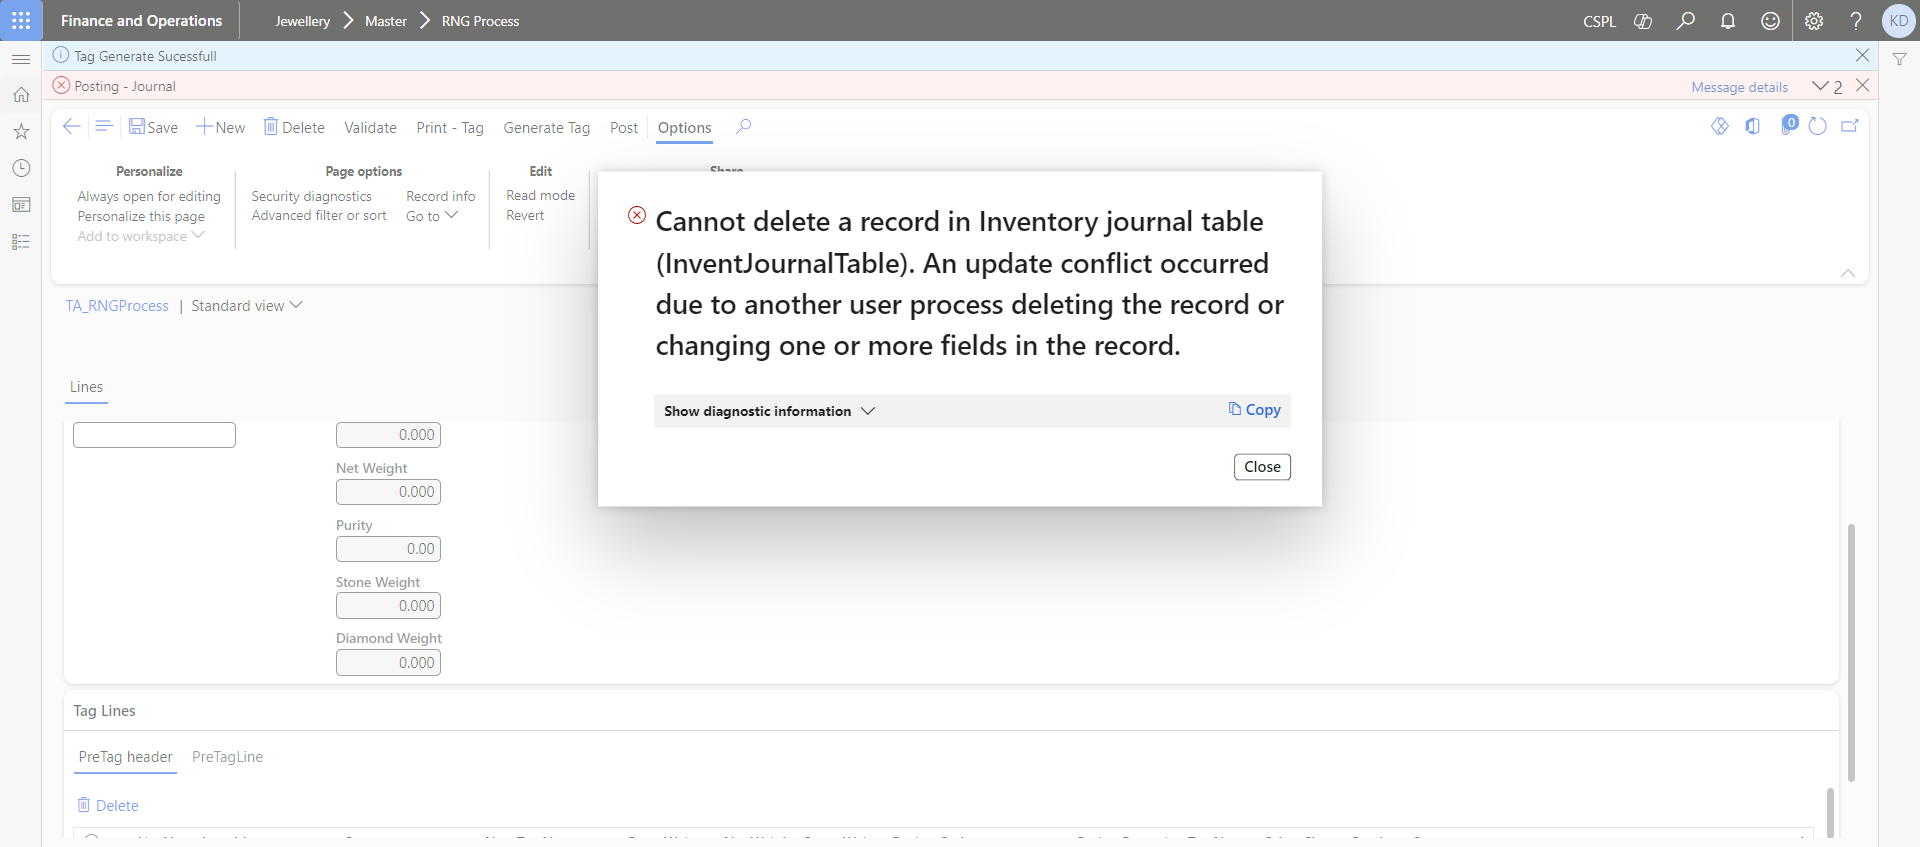 Finance and Operations
Jewellery
Master
RNG Process
CSPL
KD
Tag Generate Sucessfull
Posting - Journal
Message details
2
Save
New
Delete
Validate
Print - Tag
Generate Tag
Post
Options
0
Personalize
Always open for editing
Personalize this page
Add to workspace
Page options
Security diagnostics
Advanced filter or sort
Record info
Go to
Edit
Read mode
Revert
Share
Cannot delete a record in Inventory journal table
(InventJournalTable). An update conflict occurred
due to another user process deleting the record or
changing one or more fields in the record.
Show diagnostic information
Copy
Close
TA_RNGProcess | Standard view
Lines
0.000
Net Weight
0.000
Purity
0.00
Stone Weight
0.000
Diamond Weight
0.000
Tag Lines
PreTag header
PreTagLine
Delete